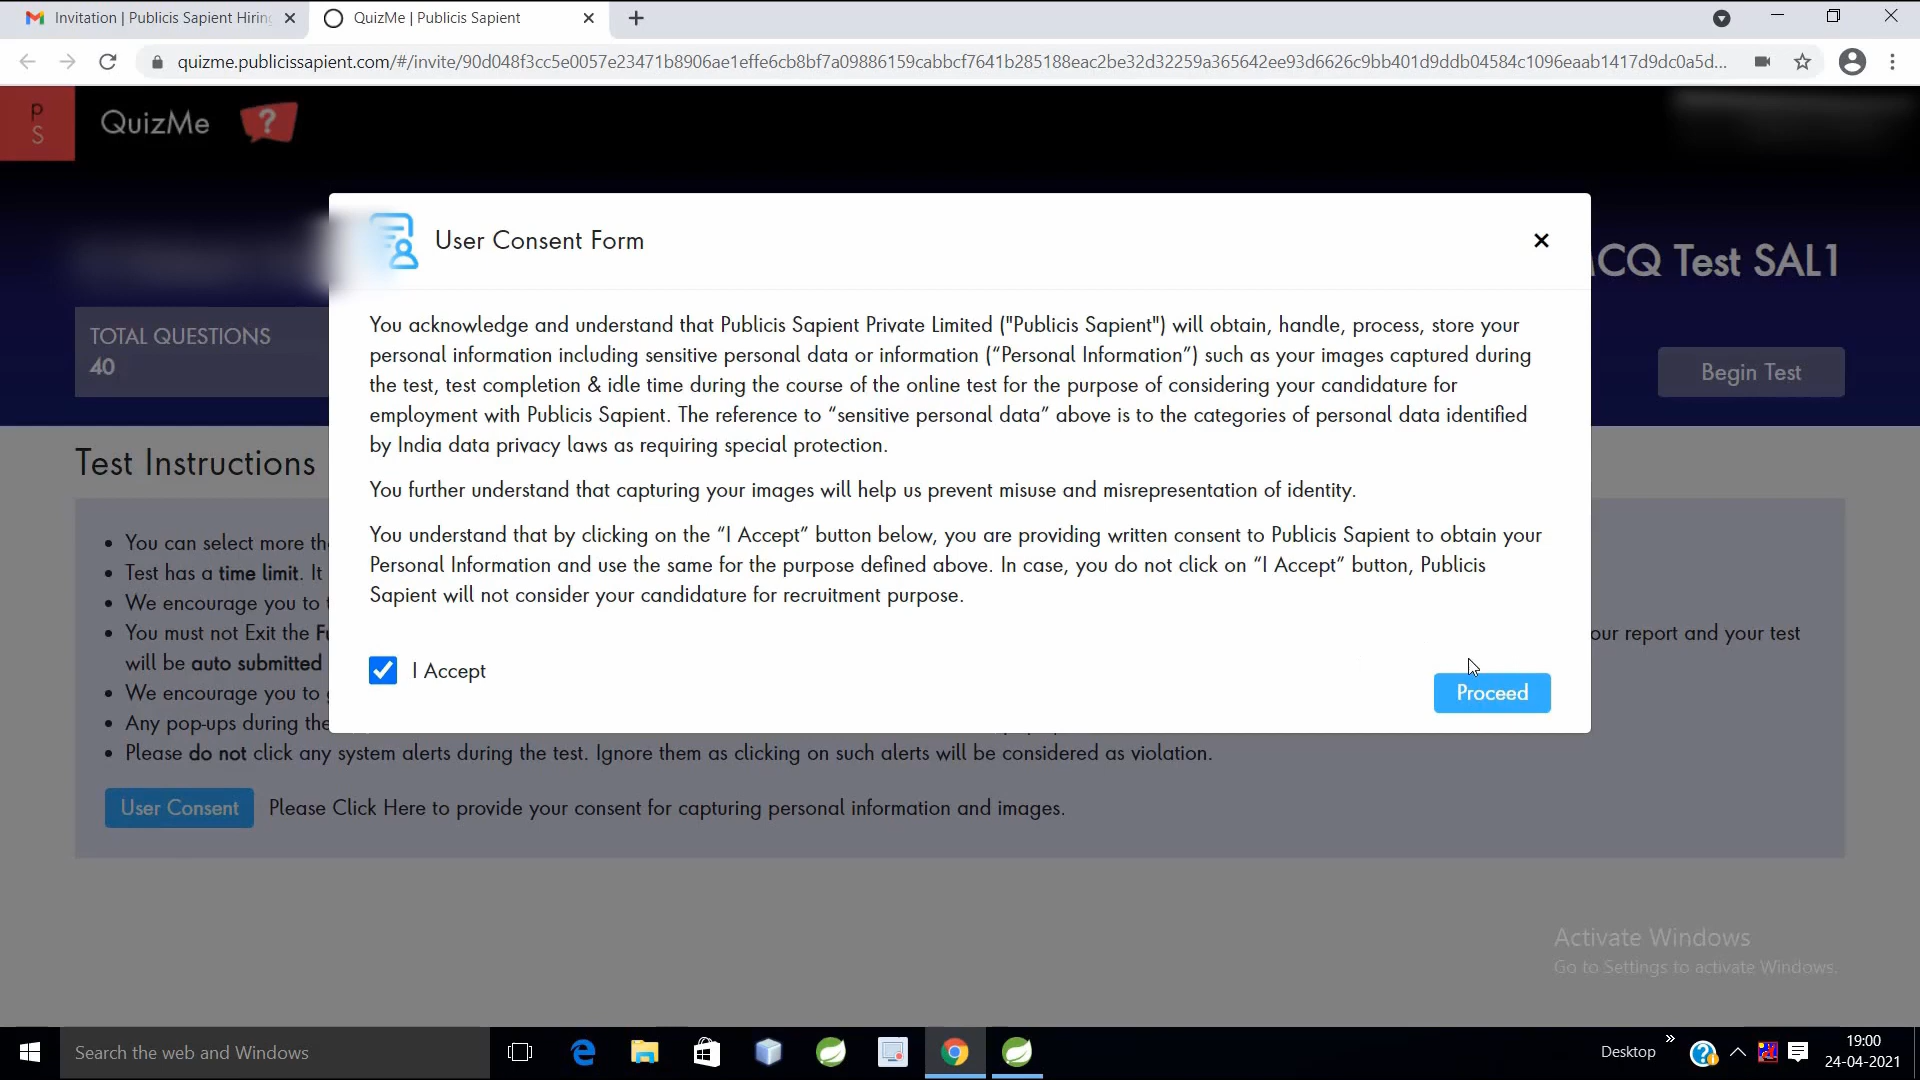 Invitation | Publicis Sapient Hiring
QuizMe | Publicis Sapient
quizme.publicissapient.com/#/invite/90d048f3cc5e0057e23471b8906ae1effe6cb8bf7a09886159cabbcf7641b285188eac2be32d32259a365642ee93d6626c9bb401d9ddb04584c1096eaab1417d9dc0a5d...
p
S
QuizMe
?
User Consent Form
CQ Test SAL1
TOTAL QUESTIONS
40
Begin Test
You acknowledge and understand that Publicis Sapient Private Limited ("Publicis Sapient") will obtain, handle, process, store your
personal information including sensitive personal data or information (“Personal Information”) such as your images captured during
the test, test completion & idle time during the course of the online test for the purpose of considering your candidature for
employment with Publicis Sapient. The reference to “sensitive personal data” above is to the categories of personal data identified
by India data privacy laws as requiring special protection.
You further understand that capturing your images will help us prevent misuse and misrepresentation of identity.
You understand that by clicking on the “I Accept” button below, you are providing written consent to Publicis Sapient to obtain your
Personal Information and use the same for the purpose defined above. In case, you do not click on “I Accept” button, Publicis
Sapient will not consider your candidature for recruitment purpose.
I Accept
Proceed
Test Instructions
You can select more
Test has a time limit. It
We encourage you to
You must not Exit the our report and your test
will be auto submitted
We encourage you to
Any pop-ups during the
Please do not click any system alerts during the test. Ignore them as clicking on such alerts will be considered as violation.
User Consent Please Click Here to provide your consent for capturing personal information and images.
Activate Windows
Go to Settings to activate Windows.
Search the web and Windows
Desktop
19:00
24-04-2021